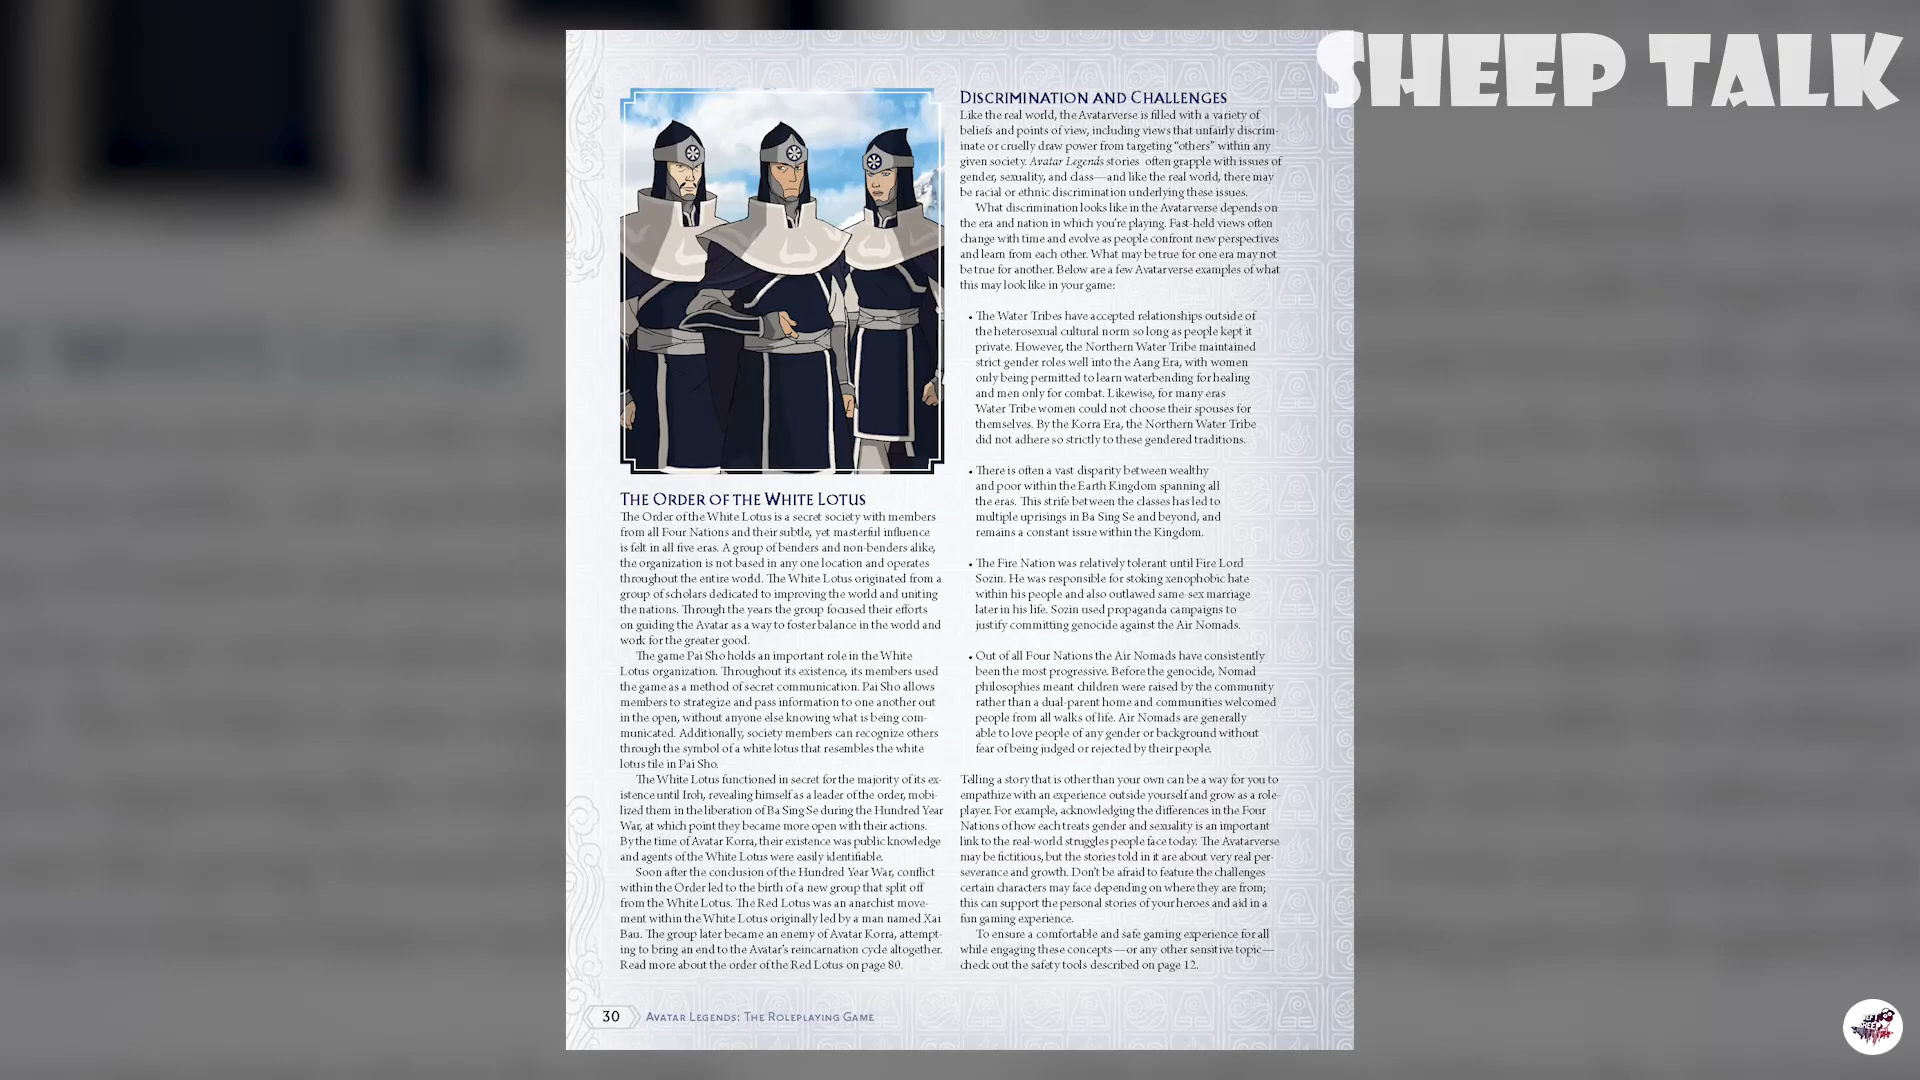 SHEEP TALK
THE ORDER OF THE WHITE LOTUS
The Order of the White Lotus is a secret society with members
from all Four Nations and their subtle, yet masterful influence
is felt in all five eras. A group of benders and non-benders alike,
the organization is not based in any one location and operates
throughout the entire world. The White Lotus originated from a
group of scholars dedicated to improving the world and uniting
the nations. Through the years the group focused their efforts
on guiding the Avatar as a way to foster balance in the world and
work for the greater good.
The game Pai Sho holds an important role in the White
Lotus organization. Throughout its existence, its members used
the game as a method of secret communication. Pai Sho allows
members to strategize and pass information to one another out
in the open, without anyone else knowing what is being com-
municated. Additionally, society members can recognize others
through the symbol of a white lotus that resembles the white
lotus tile in Pai Sho.
The White Lotus functioned in secret for the majority of its ex-
istence until Iroh, revealing himself as a leader of the order, mobi-
lized them in the liberation of Ba Sing Se during the Hundred Year
War, at which point they became more open with their actions.
By the time of Avatar Korra, their existence was public knowledge
and agents of the White Lotus were easily identifiable.
Soon after the conclusion of the Hundred Year War, conflict
within the Order led to the birth of a new group that split off
from the White Lotus. The Red Lotus was an anarchist move-
ment within the White Lotus originally led by a man named Xai
Bau. The group later became an enemy of Avatar Korra, attempt-
ing to bring an end to the Avatar's reincarnation cycle altogether.
Read more about the order of the Red Lotus on page 80.
DISCRIMINATION AND CHALLENGES
Like the real world, the Avatarverse is filled with a variety of
beliefs and points of view, including views that unfairly discrim-
inate or cruelly draw power from targeting "others" within any
given society. Avatar Legends stories often grapple with issues of
gender, sexuality, and class—and like the real world, there may
be racial or ethnic discrimination underlying these issues.
What discrimination looks like in the Avatarverse depends on
the era and nation in which you're playing. Fast-held views often
change with time and evolve as people confront new perspectives
and learn from each other. What may be true for one era may not
be true for another. Below are a few Avatarverse examples of what
this may look like in your game:
• The Water Tribes have accepted relationships outside of
the heterosexual cultural norm so long as people kept it
private. However, the Northern Water Tribe maintained
strict gender roles well into the Aang Era, with women
only being permitted to learn waterbending for healing
and men only for combat. Likewise, for many eras
Water Tribe women could not choose their spouses for
themselves. By the Korra Era, the Northern Water Tribe
did not adhere so strictly to these gendered traditions.
• There is often a vast disparity between wealthy
and poor within the Earth Kingdom spanning all
the eras. This strife between the classes has led to
multiple uprisings in Ba Sing Se and beyond, and
remains a constant issue within the Kingdom.
• The Fire Nation was relatively tolerant until Fire Lord
Sozin. He was responsible for stoking xenophobic hate
within his people and also outlawed same-sex marriage
later in his life. Sozin used propaganda campaigns to
justify committing genocide against the Air Nomads.
• Out of all Four Nations the Air Nomads have consistently
been the most progressive. Before the genocide, Nomad
philosophies meant children were raised by the community
rather than a dual-parent home and communities welcomed
people from all walks of life. Air Nomads are generally
able to love people of any gender or background without
fear of being judged or rejected by their people.
Telling a story that is other than your own can be a way for you to
empathize with an experience outside yourself and grow as a role-
player. For example, acknowledging the differences in the Four
Nations of how each treats gender and sexuality is an important
link to the real-world struggles people face today. The Avatarverse
may be fictitious, but the stories told in it are about very real per-
severance and growth. Don't be afraid to feature the challenges
certain characters may face depending on where they are from;
this can support the personal stories of your heroes and aid in a
fun gaming experience.
To ensure a comfortable and safe gaming experience for all
while engaging these concepts—or any other sensitive topic—
check out the safety tools described on page 12.
30 AVATAR LEGENDS: THE ROLEPLAYING GAME